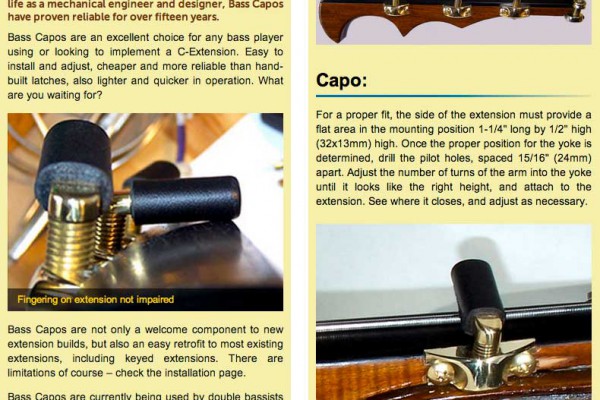 life as a mechanical engineer and designer, Bass Capos
have proven reliable for over fifteen years.
Bass Capos are an excellent choice for any bass player
using or looking to implement a C-Extension. Easy to
install and adjust, cheaper and more reliable than hand-
built latches, also lighter and quicker in operation. What
are you waiting for?
Fingering on extension not impaired
Bass Capos are not only a welcome component to new
extension builds, but also an easy retrofit to most existing
extensions, including keyed extensions. There are
limitations of course – check the installation page.
Bass Capos are currently being used by double bassists
Capo:
For a proper fit, the side of the extension must provide a
flat area in the mounting position 1-1/4" long by 1/2" high
(32x13mm) high. Once the proper position for the yoke is
determined, drill the pilot holes, spaced 15/16" (24mm)
apart. Adjust the number of turns of the arm into the yoke
until it looks like the right height, and attach to the
extension. See where it closes, and adjust as necessary.